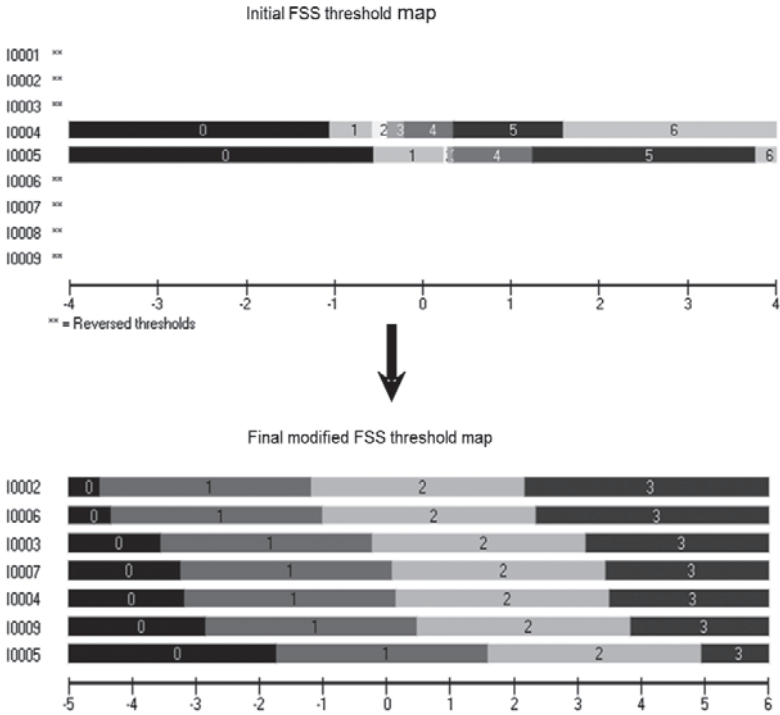 Initial FSS threshold map
I0001 **
I0002 **
I0003 **
I0004 0 1 2 3 4 5 6
I0005 0 1 4 5 6
I0006 **
I0007 **
I0008 **
I0009 **
-4 -3 -2 -1 0 1 2 3 4
** = Reversed thresholds
Final modified FSS threshold map
I0002 0 1 2 3
I0006 0 1 2 3
I0003 0 1 2 3
I0007 0 1 2 3
I0004 0 1 2 3
I0009 0 1 2 3
I0005 0 1 2 3
-5 -4 -3 -2 -1 0 1 2 3 4 5 6